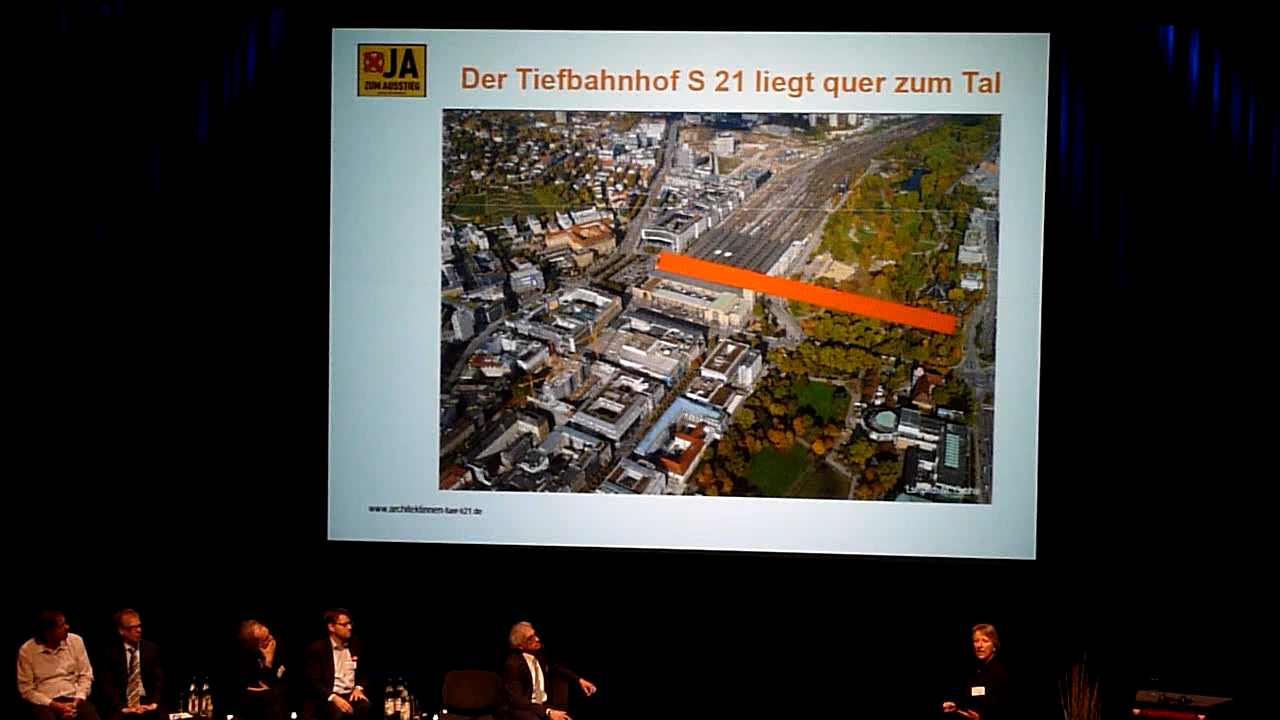 JA
ZUM AUSSTIEG
Der Tiefbahnhof S 21 liegt quer zum Tal
www.architektinnen-fuer-k21.de